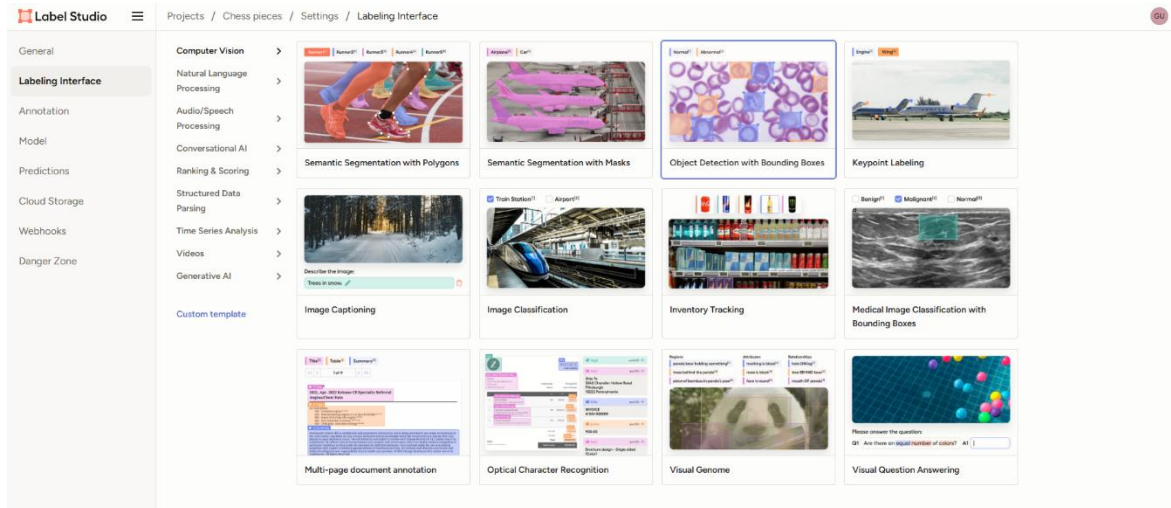 Label Studio
Projects / Chess pieces / Settings / Labeling Interface
GU
General
Labeling Interface
Annotation
Model
Predictions
Cloud Storage
Webhooks
Danger Zone
Computer Vision
Natural Language
Processing
Audio/Speech
Processing
Conversational AI
Ranking & Scoring
Structured Data
Parsing
Time Series Analysis
Videos
Generative AI
Custom template
Semantic Segmentation with Polygons
Airplane Car
Semantic Segmentation with Masks
Normal Abnormal
Object Detection with Bounding Boxes
Engine Wing
Keypoint Labeling
Describe the image:
Trees in snow.
Image Captioning
Train Station Airport
Image Classification
Inventory Tracking
Benign Malignant Normal
Medical Image Classification with
Bounding Boxes
Title Table Summary
Multi-page document annotation
Optical Character Recognition
Regions Attributes Relationships
Visual Genome
Please answer the question:
Q1 Are there an equal number of colors? A1
Visual Question Answering